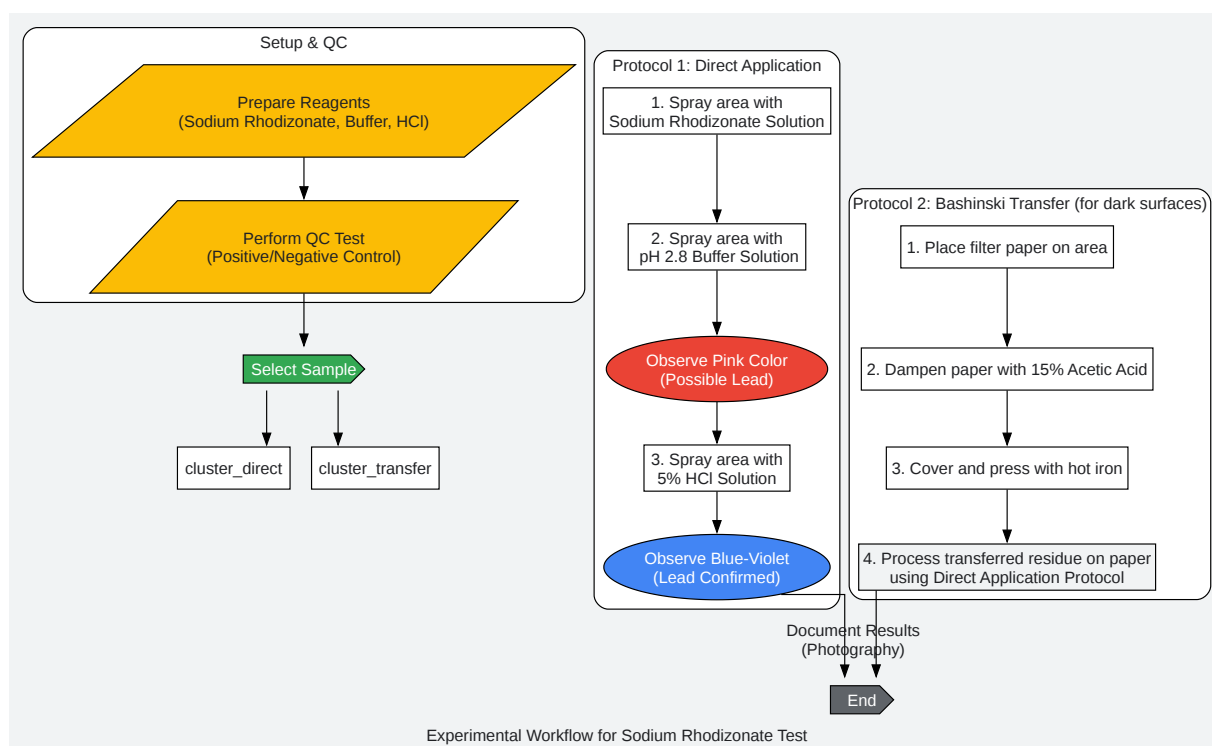 Setup & QC
Prepare Reagents
(Sodium Rhodizonate, Buffer, HCl)
Perform QC Test
(Positive/Negative Control)
Select Sample
cluster_direct
cluster_transfer
Protocol 1: Direct Application
1. Spray area with
Sodium Rhodizonate Solution
2. Spray area with
pH 2.8 Buffer Solution
Observe Pink Color
(Possible Lead)
3. Spray area with
5% HCl Solution
Observe Blue-Violet
(Lead Confirmed)
Protocol 2: Bashinski Transfer (for dark surfaces)
1. Place filter paper on area
2. Dampen paper with 15% Acetic Acid
3. Cover and press with hot iron
4. Process transferred residue on paper
using Direct Application Protocol
Document Results
(Photography)
End
Experimental Workflow for Sodium Rhodizonate Test